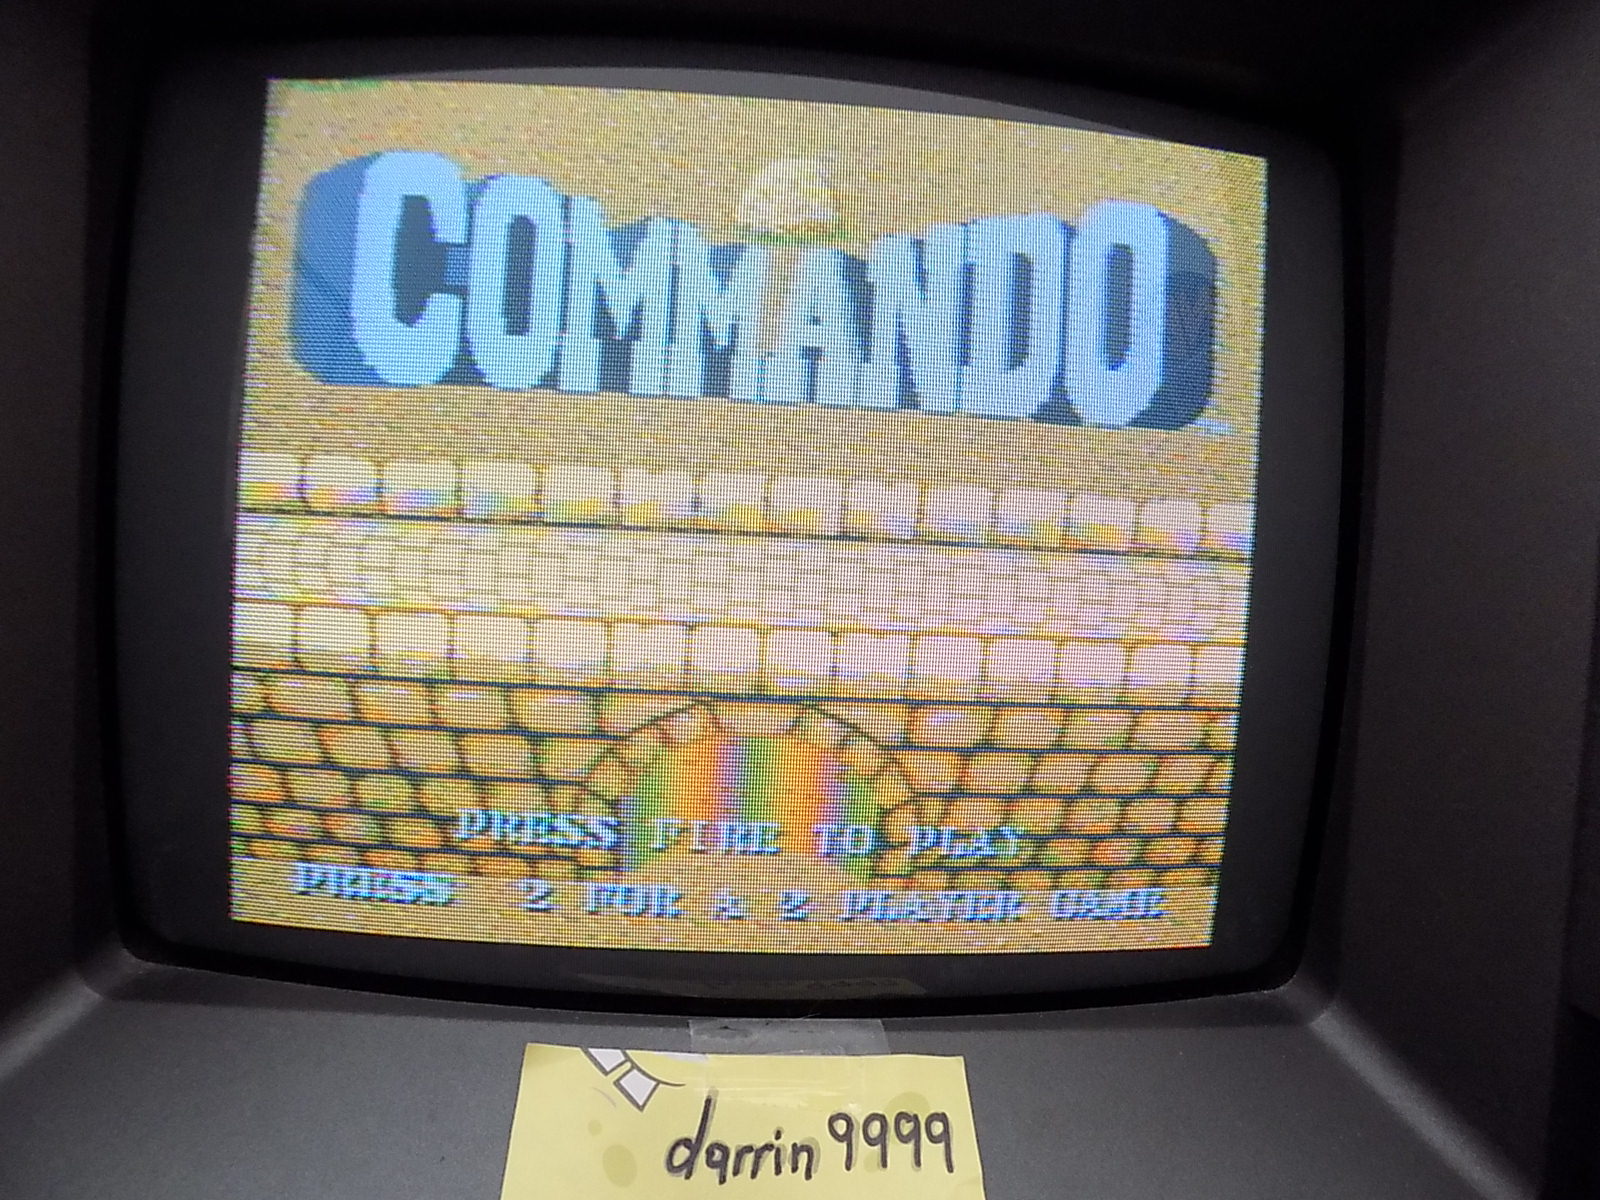 COMMANDO
PRESS FIRE TO PLAY
PRESS 2 FOR A 2 PLAYER GAME
darrin9999